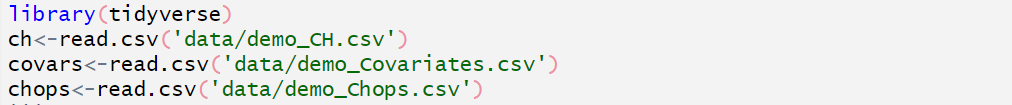 library(tidyverse)
ch<-read.csv('data/demo_CH.csv')
covars<-read.csv('data/demo_Covariates.csv')
chops<-read.csv('data/demo_Chops.csv')